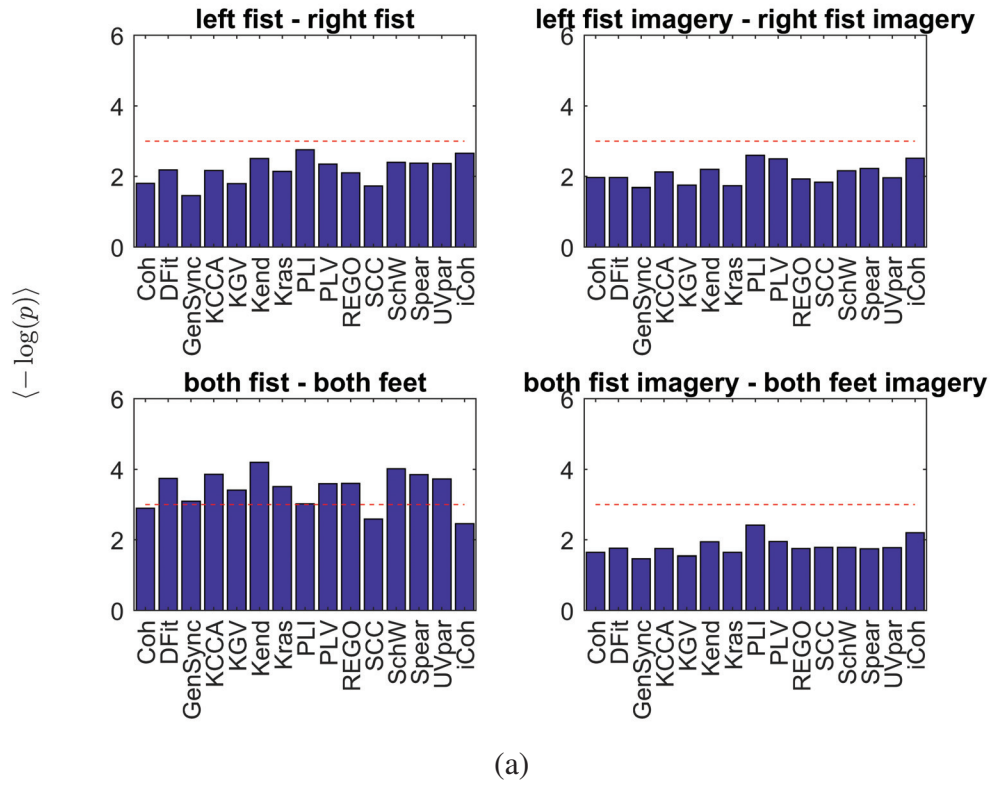 left fist - right fist
6
4
2
0
Coh
DFit
GenSync
KCCA
KGV
Kend
Kras
PLI
PLV
REGO
SCC
SchW
Spear
UVpar
iCoh
left fist imagery - right fist imagery
6
4
2
0
Coh
DFit
GenSync
KCCA
KGV
Kend
Kras
PLI
PLV
REGO
SCC
SchW
Spear
UVpar
iCoh
⟨− log(p)⟩
both fist - both feet
6
4
2
0
Coh
DFit
GenSync
KCCA
KGV
Kend
Kras
PLI
PLV
REGO
SCC
SchW
Spear
UVpar
iCoh
both fist imagery - both feet imagery
6
4
2
0
Coh
DFit
GenSync
KCCA
KGV
Kend
Kras
PLI
PLV
REGO
SCC
SchW
Spear
UVpar
iCoh
(a)